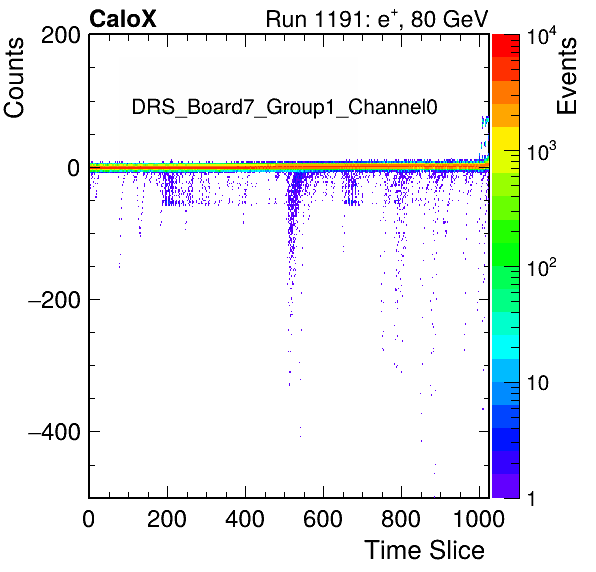 CaloX Run 1191: e+, 80 GeV
DRS_Board7_Group1_Channel0
Counts
200
0
−200
−400
0 200 400 600 800 1000
Time Slice
Events
10^4
10^3
10^2
10
1